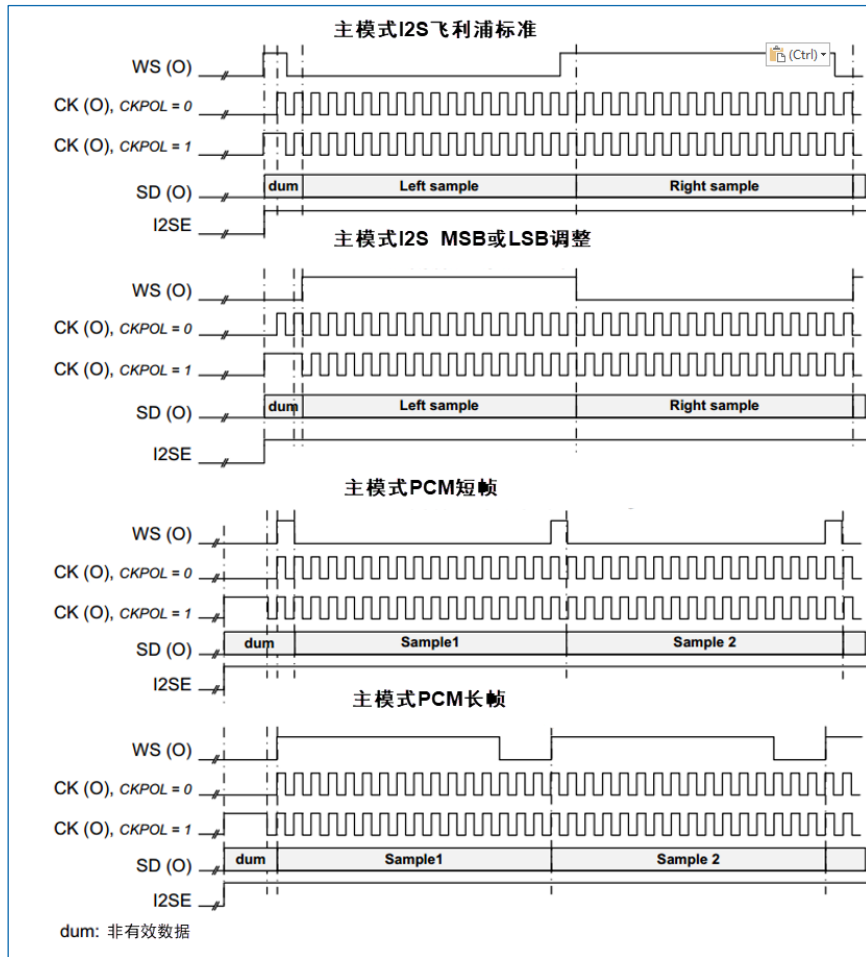 主模式I2S飞利浦标准
(Ctrl)
WS (O)
CK (O), CKPOL = 0
CK (O), CKPOL = 1
SD (O) dum Left sample Right sample
I2SE
主模式I2S MSB或LSB调整
WS (O)
CK (O), CKPOL = 0
CK (O), CKPOL = 1
SD (O) dum Left sample Right sample
I2SE
主模式PCM短帧
WS (O)
CK (O), CKPOL = 0
CK (O), CKPOL = 1
SD (O) dum Sample1 Sample 2
I2SE
主模式PCM长帧
WS (O)
CK (O), CKPOL = 0
CK (O), CKPOL = 1
SD (O) dum Sample1 Sample 2
I2SE
dum: 非有效数据